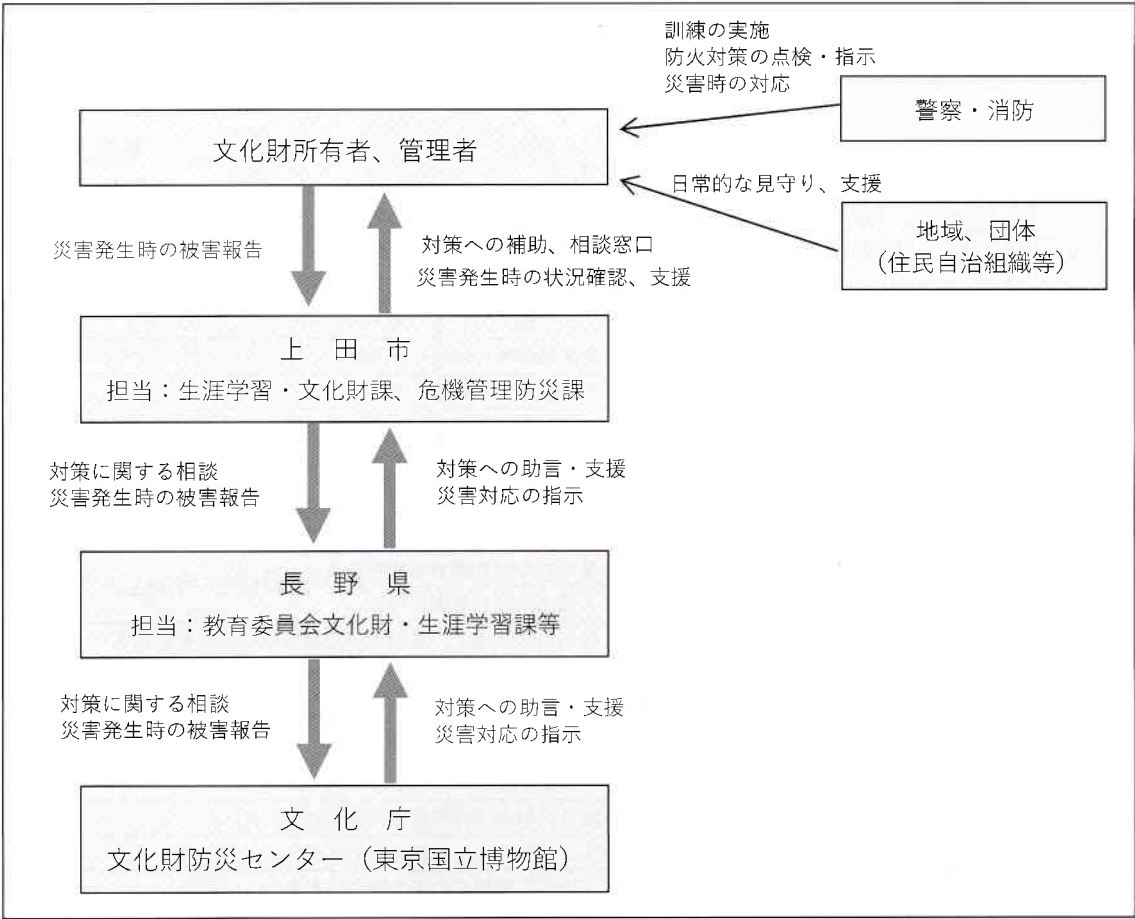 訓練の実施
防火対策の点検・指示
災害時の対応
警察・消防
文化財所有者、管理者
日常的な見守り、支援
地域、団体
(住民自治組織等)
災害発生時の被害報告
対策への補助、相談窓口
災害発生時の状況確認、支援
上 田 市
担当:生涯学習・文化財課、危機管理防災課
対策に関する相談
災害発生時の被害報告
対策への助言・支援
災害対応の指示
長 野 県
担当:教育委員会文化財・生涯学習課等
対策に関する相談
災害発生時の被害報告
対策への助言・支援
災害対応の指示
文 化 庁
文化財防災センター(東京国立博物館)